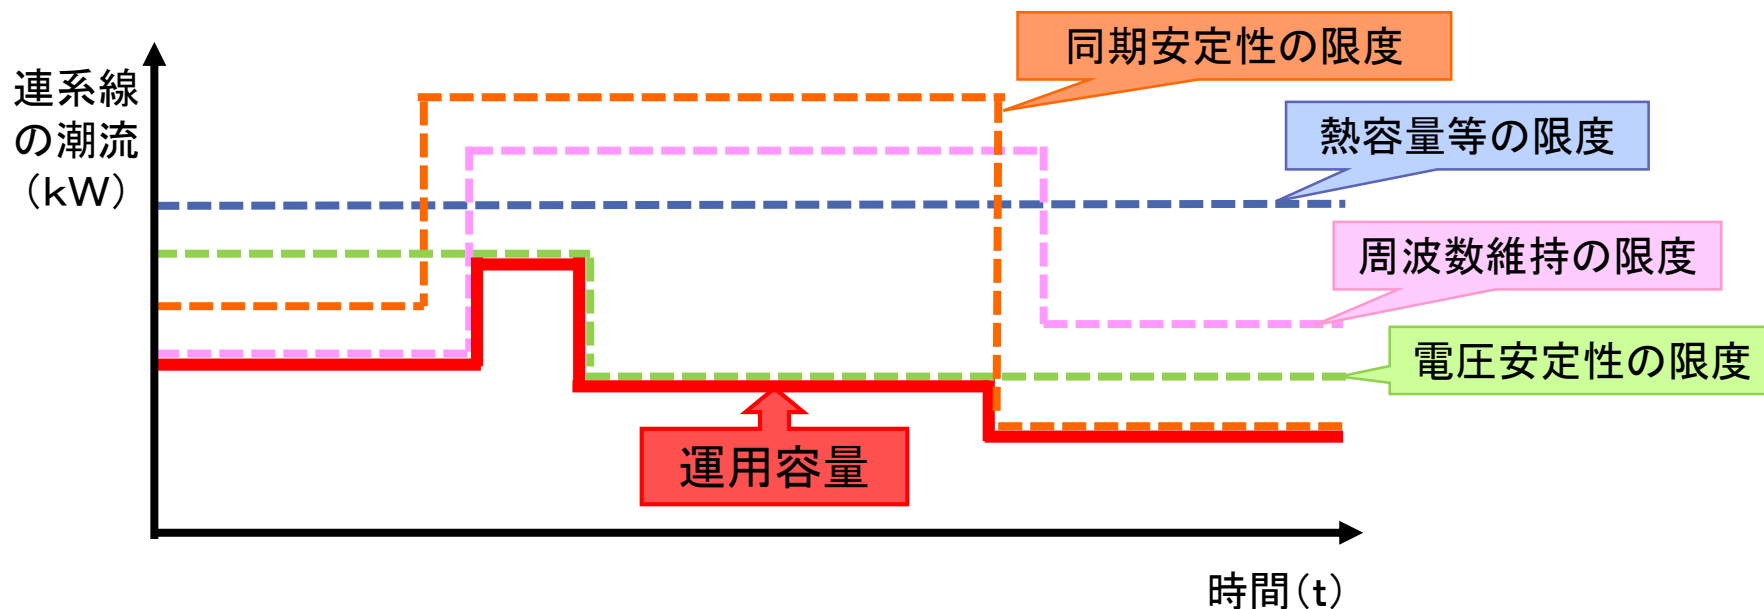 連系線
の潮流
（ｋＷ）
同期安定性の限度
熱容量等の限度
周波数維持の限度
電圧安定性の限度
運用容量
時間（ｔ）